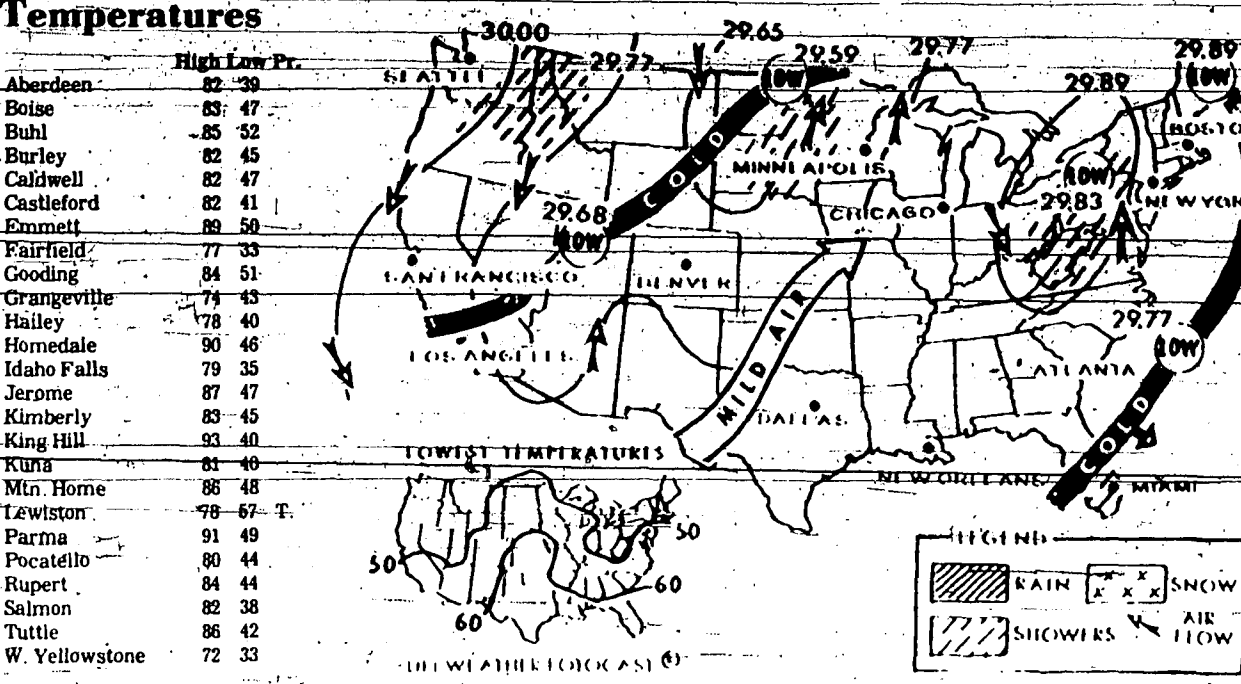 Temperatures
High Low Pr.
Aberdeen 82 39
Boise 83 47
Buhl 85 52
Burley 82 45
Caldwell 82 47
Castleford 82 41
Emmett 89 50
Fairfield 77 33
Gooding 84 51
Grangeville 74 43
Hailey 78 40
Homedale 90 46
Idaho Falls 79 35
Jerome 87 47
Kimberly 83 45
King Hill 93 40
Kuna 81 40
Mtn. Home 86 48
Lewiston 78 57 T.
Parma 91 49
Pocatello 80 44
Rupert 84 44
Salmon 82 38
Tuttle 86 42
W. Yellowstone 72 33
30.00
29.77
29.65
29.59
29.77
29.89
29.89
SEATTLE
LOW
LOW
BOSTO
MINNEAPOLIS
COLD
LOW
29.83
NEW YORK
CHICAGO
29.68
LOW
SAN FRANCISCO
DENVER
MILD AIR
29.77
LOW
LOS ANGELES
ATLANTA
DALLAS
COLD
NEW ORLEANS
MIAMI
LOWEST TEMPERATURES
50
50
60
60
UPI WEATHER FOTOCAST ®
LEGEND
RAIN
SNOW
SHOWERS
AIR FLOW